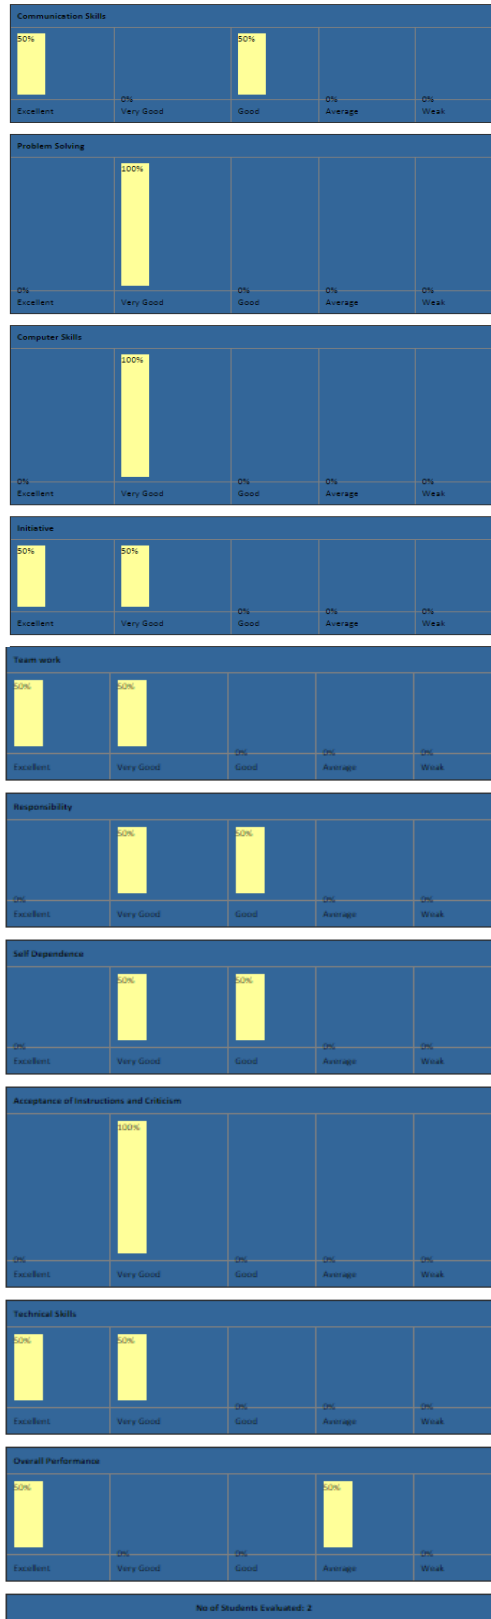 Communication Skills
50% 50%
0% 0% 0%
Excellent Very Good Good Average Weak
Problem Solving
100%
0% 0% 0% 0%
Excellent Very Good Good Average Weak
Computer Skills
100%
0% 0% 0% 0%
Excellent Very Good Good Average Weak
Initiative
50% 50%
0% 0% 0%
Excellent Very Good Good Average Weak
Team work
50% 50%
0% 0% 0%
Excellent Very Good Good Average Weak
Responsibility
50% 50%
0% 0% 0%
Excellent Very Good Good Average Weak
Self Dependence
50% 50%
0% 0% 0%
Excellent Very Good Good Average Weak
Acceptance of Instructions and Criticism
100%
0% 0% 0% 0%
Excellent Very Good Good Average Weak
Technical Skills
50% 50%
0% 0% 0%
Excellent Very Good Good Average Weak
Overall Performance
50% 50%
0% 0% 0%
Excellent Very Good Good Average Weak
No of Students Evaluated: 2